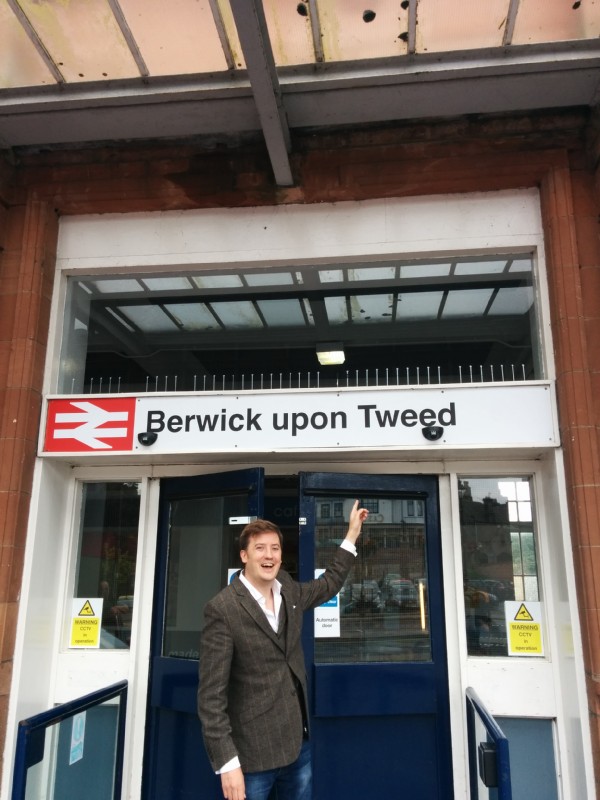 Berwick upon Tweed
Automatic
door
WARNING
CCTV
in operation
WARNING
CCTV
in operation